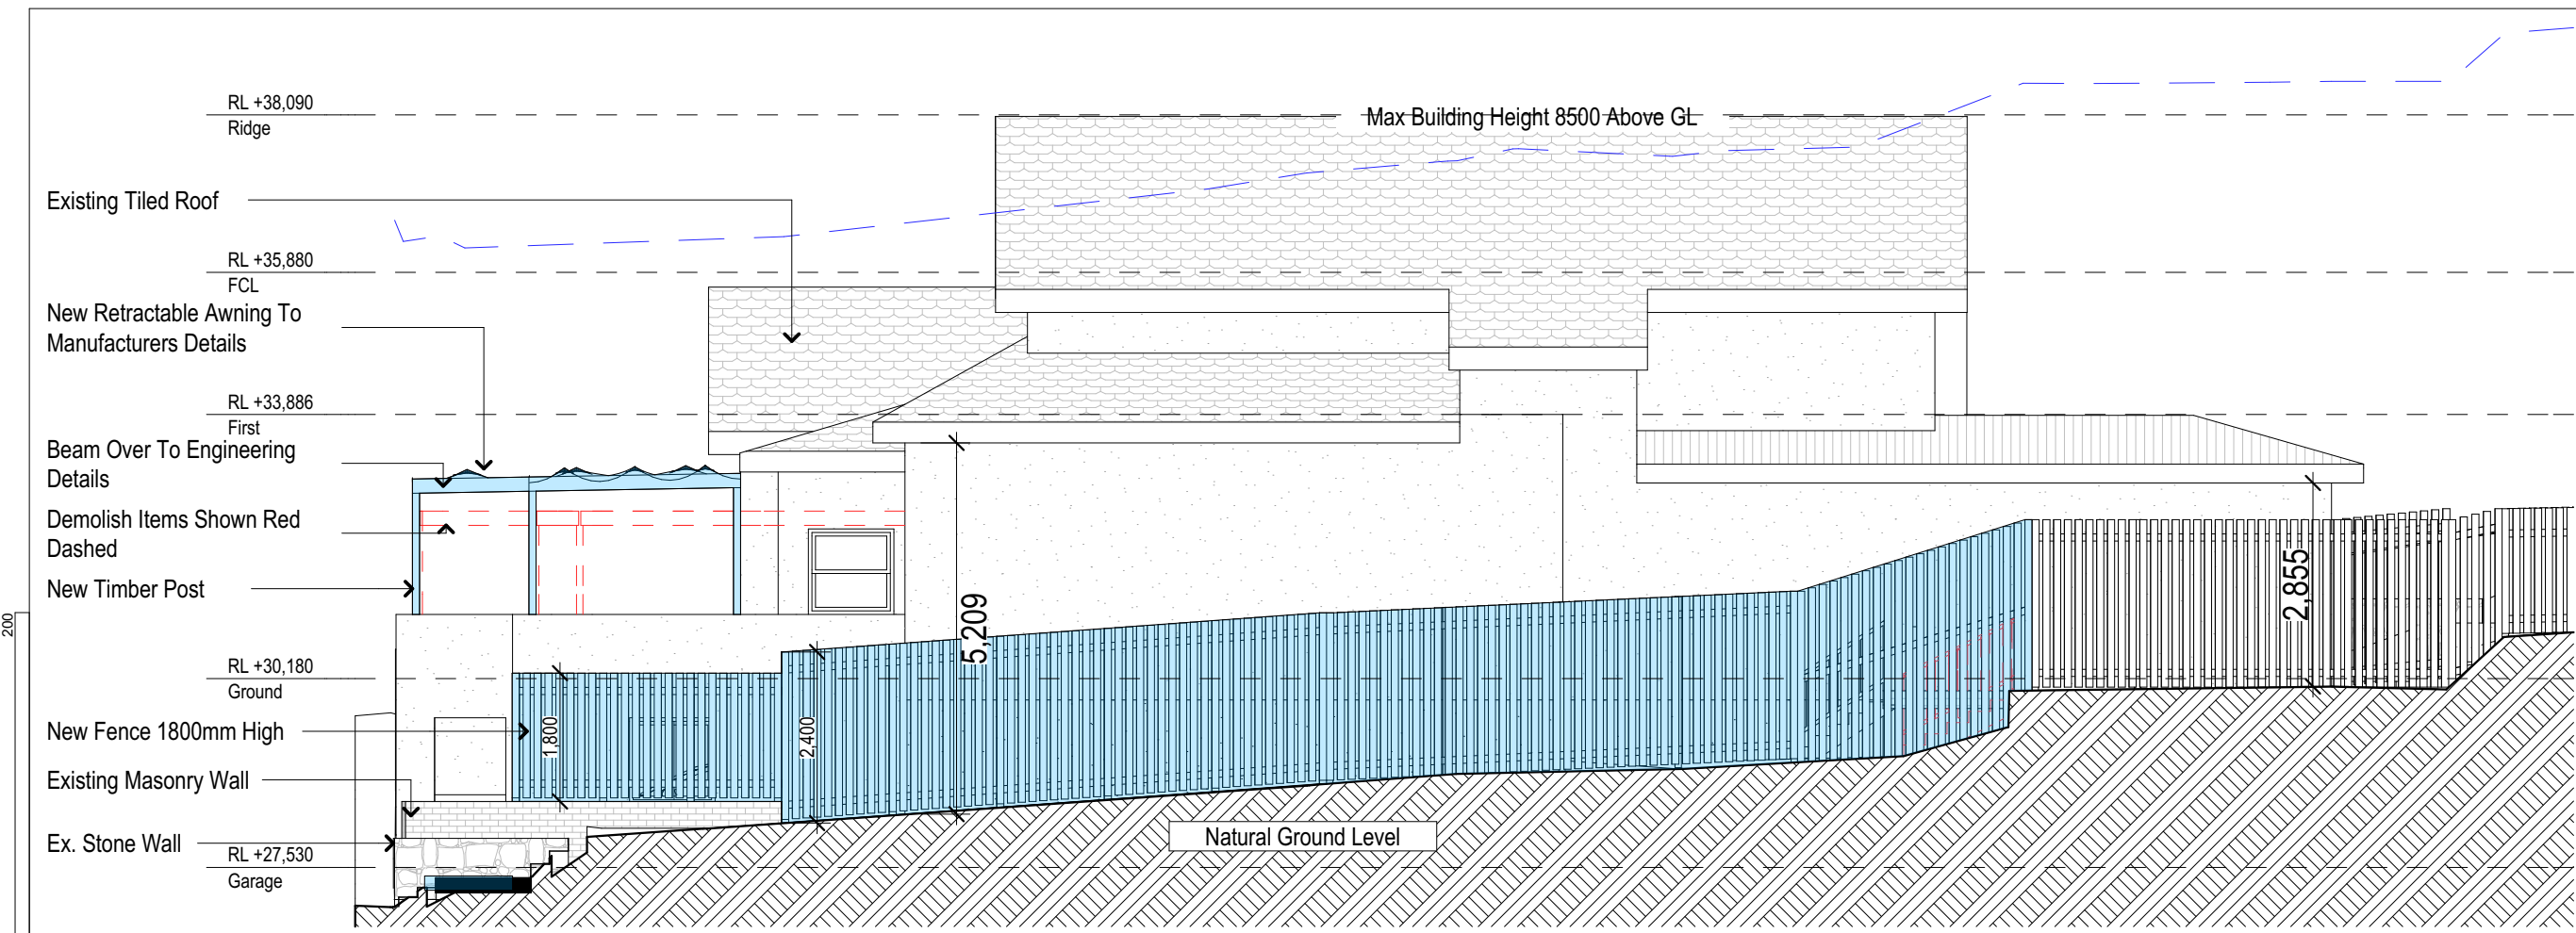 RL +38,090
Ridge
Max Building Height 8500 Above GL
Existing Tiled Roof
RL +35,880
FCL
New Retractable Awning To
Manufacturers Details
RL +33,886
First
Beam Over To Engineering
Details
Demolish Items Shown Red
Dashed
New Timber Post
200
5,209
2,855
RL +30,180
Ground
New Fence 1800mm High
1,800
2,400
Existing Masonry Wall
Ex. Stone Wall
Natural Ground Level
RL +27,530
Garage